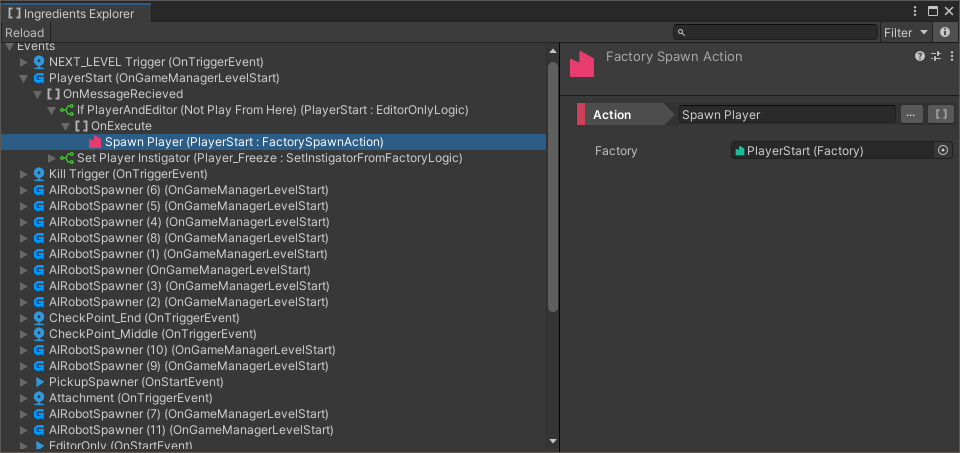 Ingredients Explorer
Reload
Filter
Events
NEXT_LEVEL Trigger (OnTriggerEvent)
PlayerStart (OnGameManagerLevelStart)
OnMessageRecieved
If PlayerAndEditor (Not Play From Here) (PlayerStart : EditorOnlyLogic)
OnExecute
Spawn Player (PlayerStart : FactorySpawnAction)
Set Player Instigator (Player_Freeze : SetInstigatorFromFactoryLogic)
Kill Trigger (OnTriggerEvent)
AIRobotSpawner (6) (OnGameManagerLevelStart)
AIRobotSpawner (5) (OnGameManagerLevelStart)
AIRobotSpawner (4) (OnGameManagerLevelStart)
AIRobotSpawner (8) (OnGameManagerLevelStart)
AIRobotSpawner (1) (OnGameManagerLevelStart)
AIRobotSpawner (OnGameManagerLevelStart)
AIRobotSpawner (3) (OnGameManagerLevelStart)
AIRobotSpawner (2) (OnGameManagerLevelStart)
CheckPoint_End (OnTriggerEvent)
CheckPoint_Middle (OnTriggerEvent)
AIRobotSpawner (10) (OnGameManagerLevelStart)
AIRobotSpawner (9) (OnGameManagerLevelStart)
PickupSpawner (OnStartEvent)
Attachment (OnTriggerEvent)
AIRobotSpawner (7) (OnGameManagerLevelStart)
AIRobotSpawner (11) (OnGameManagerLevelStart)
EditorOnly (OnStartEvent)
Factory Spawn Action
Action Spawn Player ...
Factory PlayerStart (Factory)